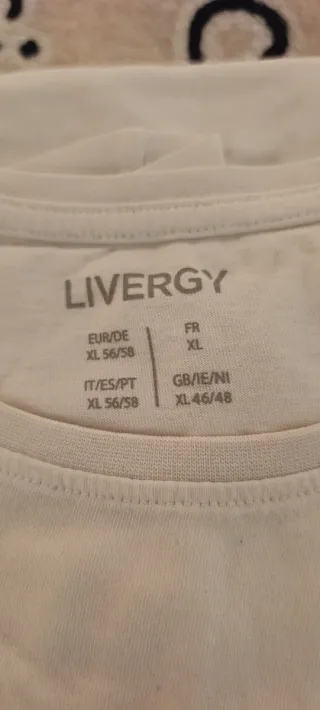 LIVERGY
EUR/DE
XL 56/58
FR
XL
IT/ES/PT
XL 56/58
GB/IE/NI
XL 46/48